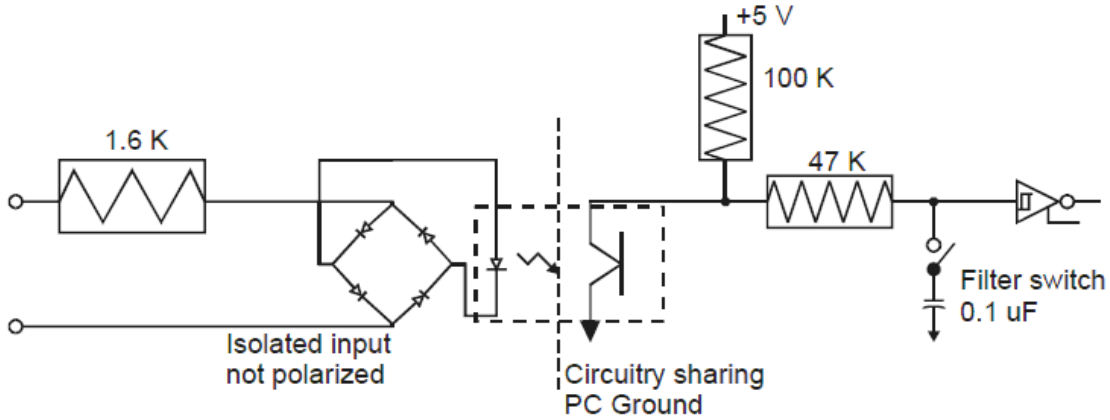 +5 V
100 K
1.6 K
47 K
Filter switch
0.1 uF
Isolated input
not polarized
Circuitry sharing
PC Ground